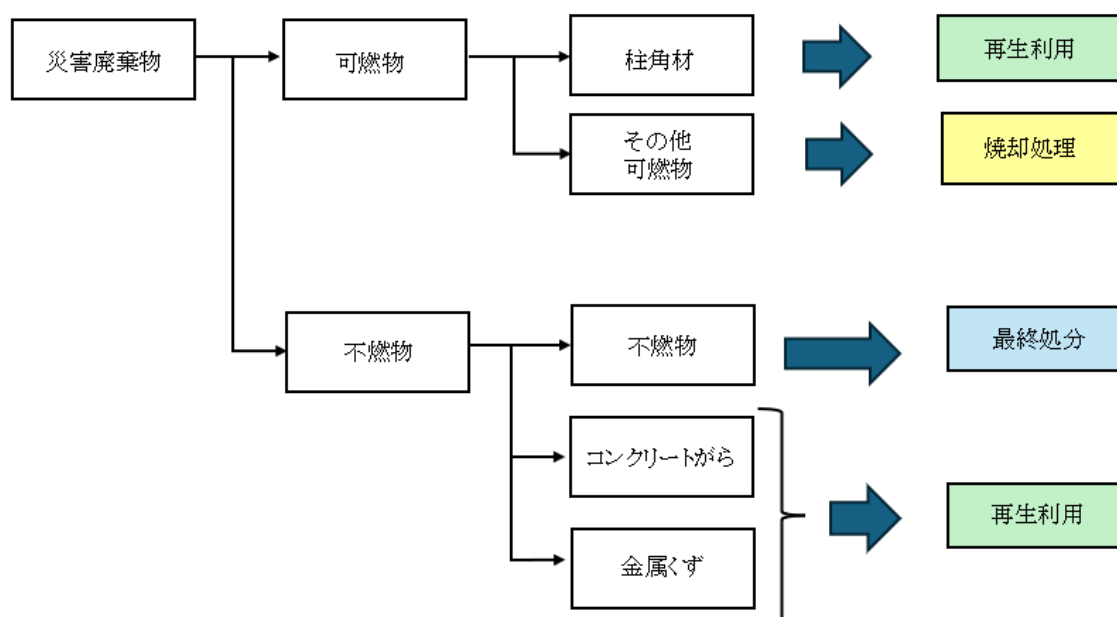 災害廃棄物
可燃物
柱角材
再生利用
その他
可燃物
焼却処理
不燃物
不燃物
最終処分
コンクリートがら
再生利用
金属くず